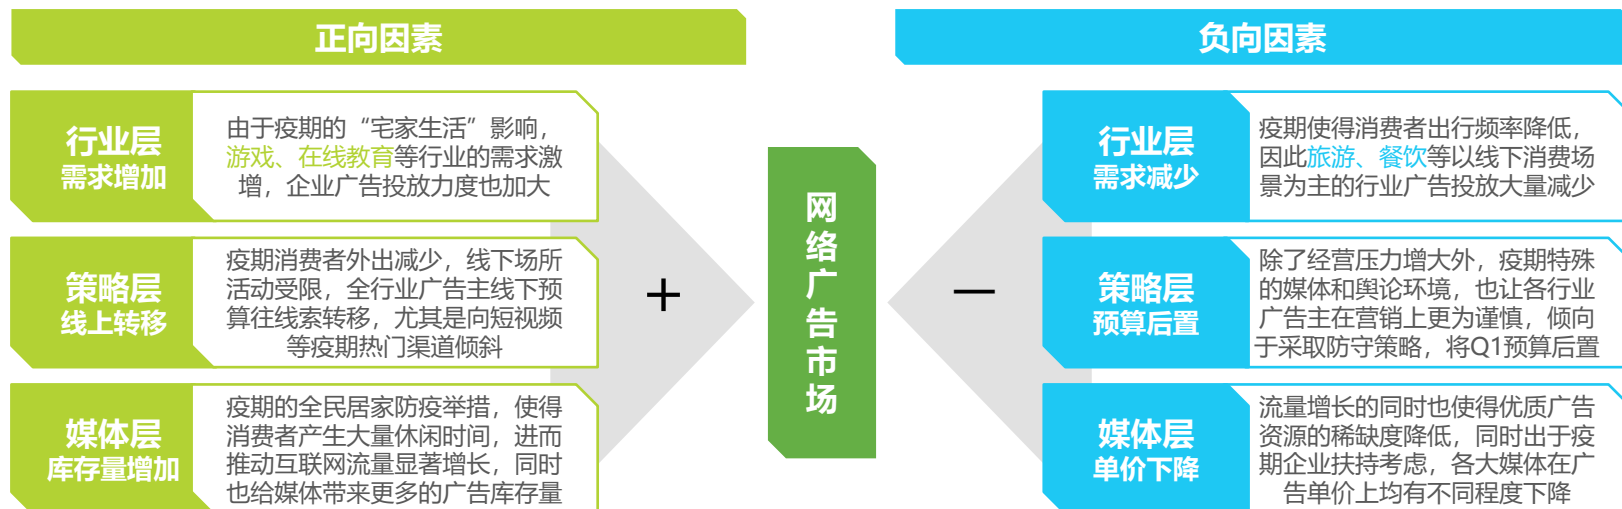 正向因素
行业层
需求增加
由于疫期的“宅家生活”影响，
游戏、在线教育等行业的需求激
增，企业广告投放力度也加大
策略层
线上转移
疫期消费者外出减少，线下场所
活动受限，全行业广告主线下预
算往线索转移，尤其是向短视频
等疫期热门渠道倾斜
媒体层
库存量增加
疫期的全民居家防疫举措，使得
消费者产生大量休闲时间，进而
推动互联网流量显著增长，同时
也给媒体带来更多的广告库存量
+
网
络
广
告
市
场
—
负向因素
行业层
需求减少
疫期使得消费者出行频率降低，
因此旅游、餐饮等以线下消费场
景为主的行业广告投放大量减少
策略层
预算后置
除了经营压力增大外，疫期特殊
的媒体和舆论环境，也让各行业
广告主在营销上更为谨慎，倾向
于采取防守策略，将Q1预算后置
媒体层
单价下降
流量增长的同时也使得优质广告
资源的稀缺度降低，同时出于疫
期企业扶持考虑，各大媒体在广
告单价上均有不同程度下降